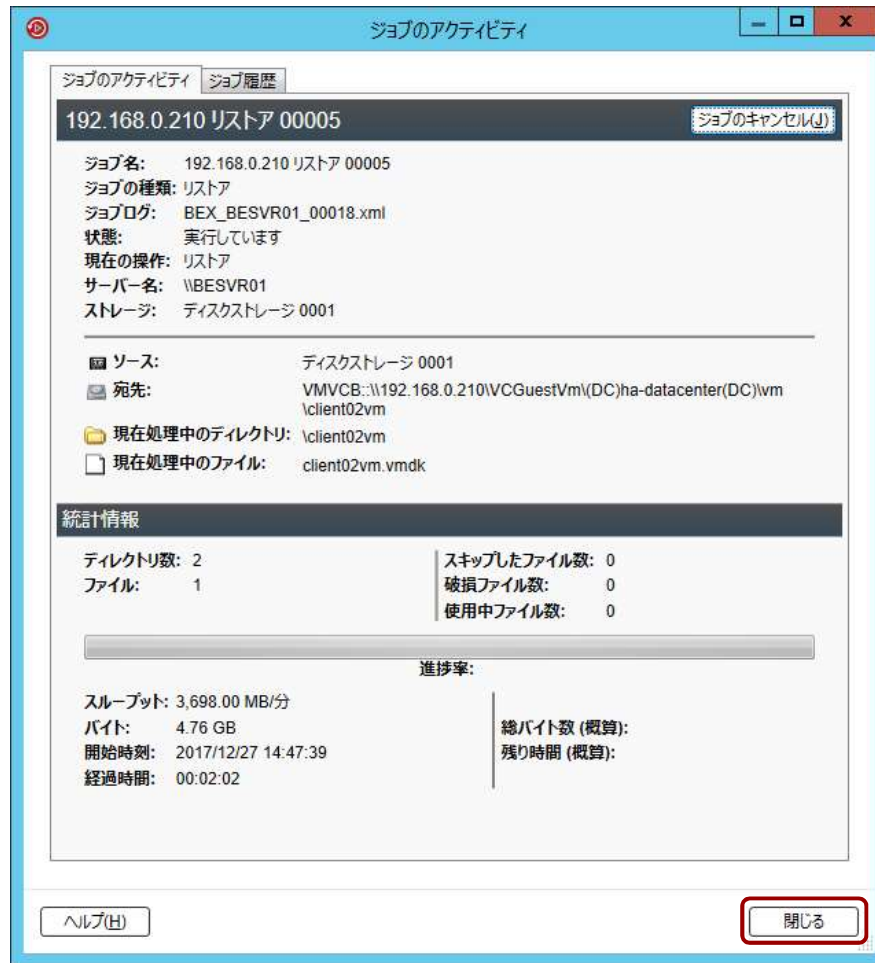 ジョブのアクティビティ
ジョブのアクティビティ ジョブ履歴
192.168.0.210 リストア 00005 ジョブのキャンセル(J)
ジョブ名: 192.168.0.210 リストア 00005
ジョブの種類: リストア
ジョブログ: BEX_BESVR01_00018.xml
状態: 実行しています
現在の操作: リストア
サーバー名: \\BESVR01
ストレージ: ディスクストレージ 0001
ソース: ディスクストレージ 0001
宛先: VMVCB::\\192.168.0.210\VCGuestVm\(DC)ha-datacenter(DC)\vm
\client02vm
現在処理中のディレクトリ: \client02vm
現在処理中のファイル: client02vm.vmdk
統計情報
ディレクトリ数: 2 スキップしたファイル数: 0
ファイル: 1 破損ファイル数: 0
使用中ファイル数: 0
進捗率:
スループット: 3,698.00 MB/分
バイト: 4.76 GB 総バイト数 (概算):
開始時刻: 2017/12/27 14:47:39 残り時間 (概算):
経過時間: 00:02:02
ヘルプ(H) 閉じる